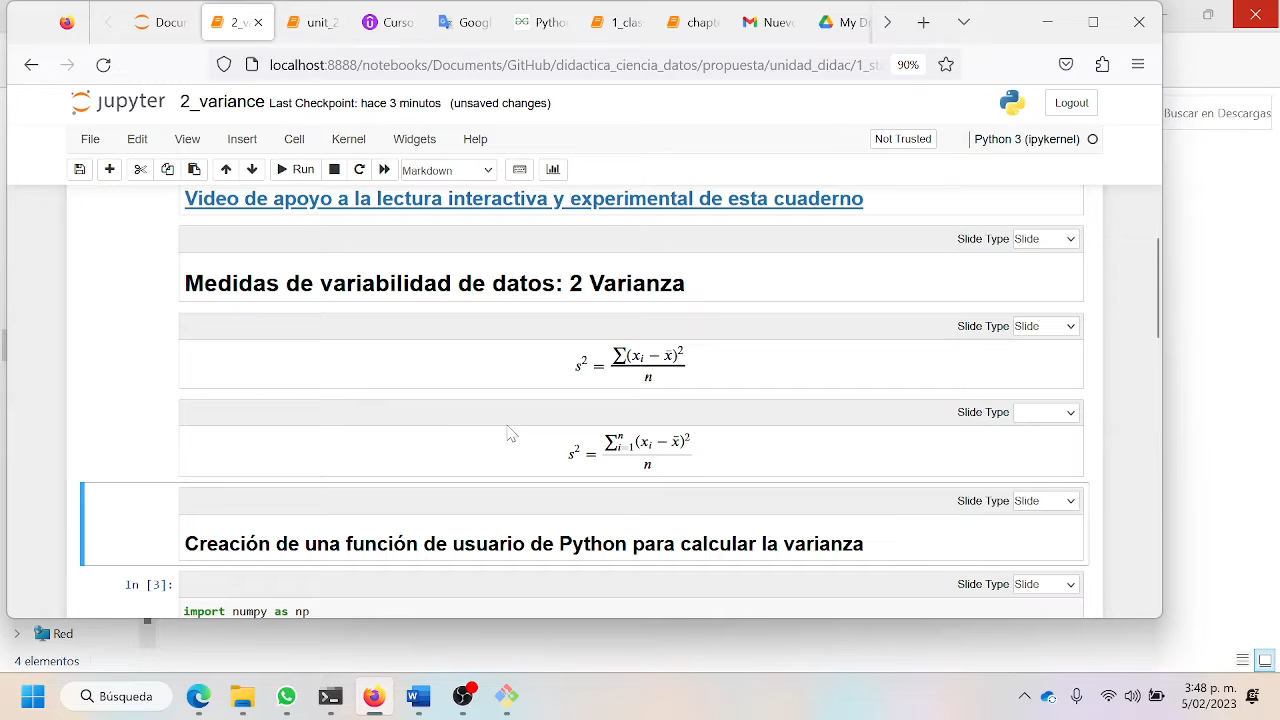 Docur
2_va
unit_2
Curso
Goog
Pytho
1_clas
chapt
Nuev
My D
localhost:8888/notebooks/Documents/GitHub/didactica_ciencia_datos/propuesta/unidad_didac/1_st
90%
Buscar en Descargas
jupyter 2_variance Last Checkpoint: hace 3 minutos (unsaved changes)
Logout
File Edit View Insert Cell Kernel Widgets Help
Not Trusted
Python 3 (ipykernel)
Run
Markdown
Video de apoyo a la lectura interactiva y experimental de esta cuaderno
Slide Type Slide
Medidas de variabilidad de datos: 2 Varianza
Slide Type Slide
s² = ∑(xᵢ − x̄)² / n
Slide Type
s² = ∑ⁿᵢ₌₁(xᵢ − x̄)² / n
Slide Type Slide
Creación de una función de usuario de Python para calcular la varianza
In [3]:
Slide Type Slide
import numpy as np
Red
4 elementos
Búsqueda
3:48 p. m.
5/02/2023